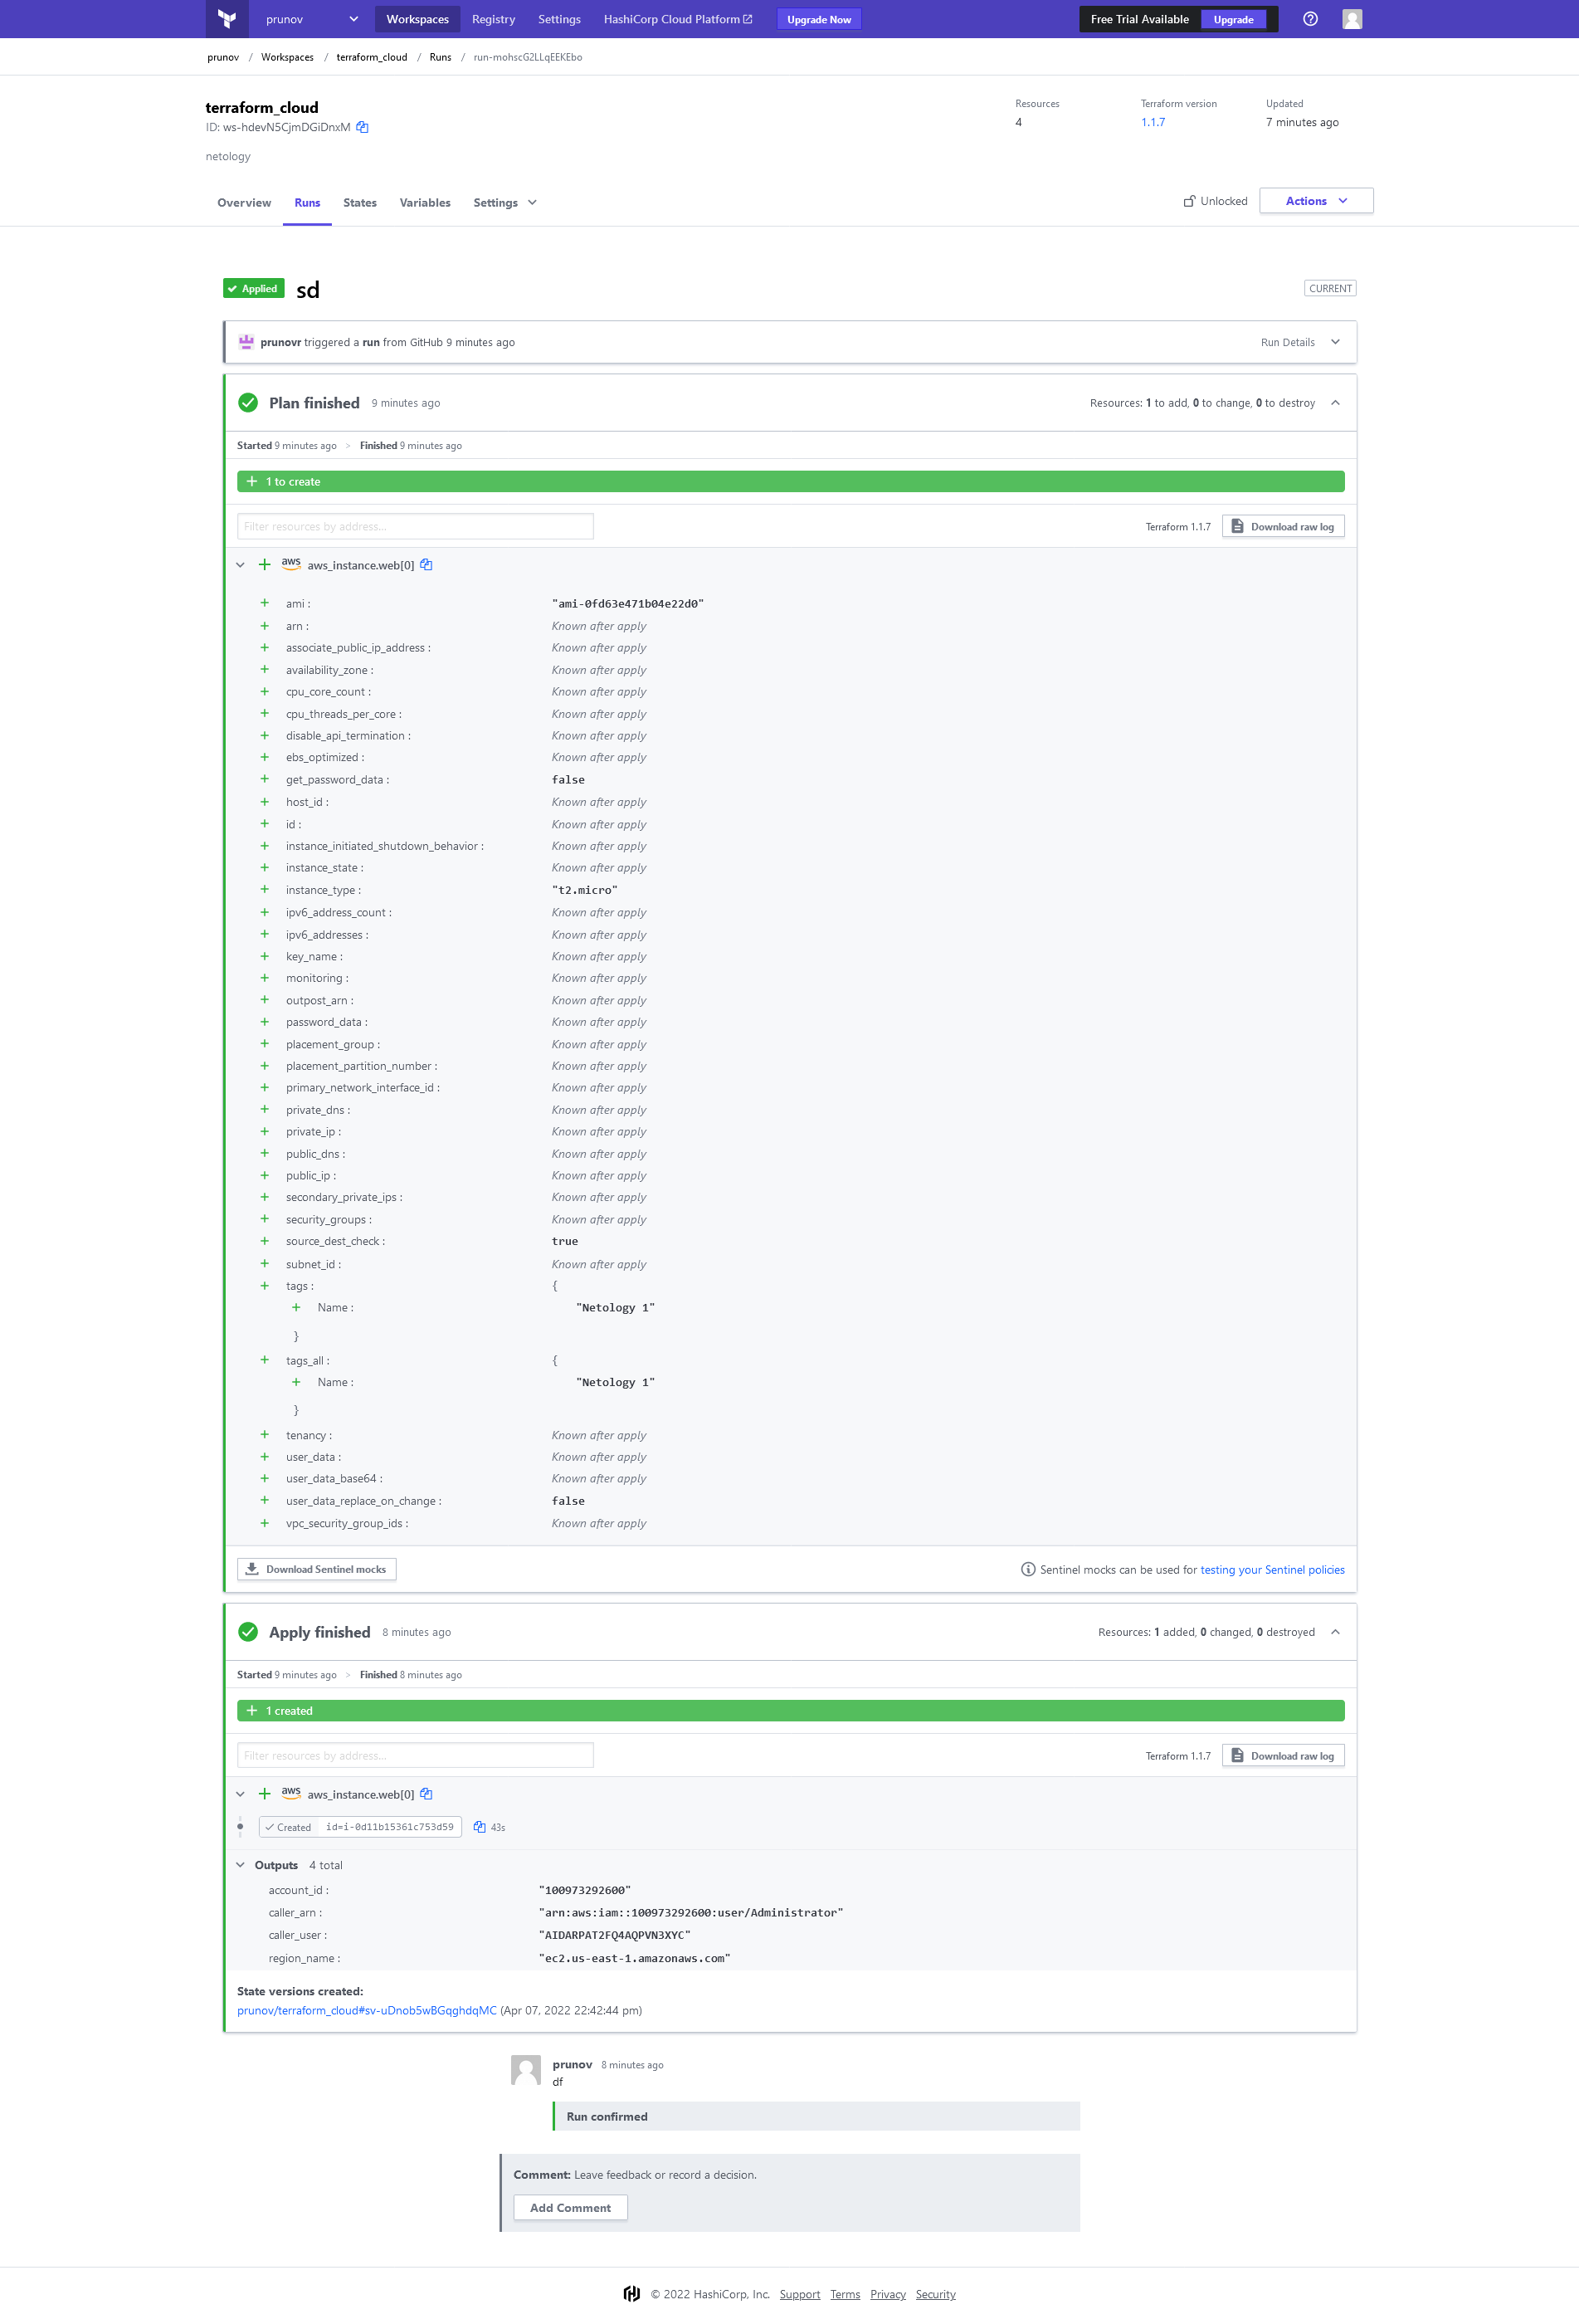 prunov Workspaces Registry Settings HashiCorp Cloud Platform Upgrade Now Free Trial Available Upgrade
prunov / Workspaces / terraform_cloud / Runs / run-mohscG2LLqEEKEbo
terraform_cloud
ID: ws-hdevN5CjmDGiDnxM
netology
Resources Terraform version Updated
4 1.1.7 7 minutes ago
Overview Runs States Variables Settings Unlocked Actions
Applied sd CURRENT
prunovr triggered a run from GitHub 9 minutes ago Run Details
Plan finished 9 minutes ago Resources: 1 to add, 0 to change, 0 to destroy
Started 9 minutes ago > Finished 9 minutes ago
1 to create
Filter resources by address... Terraform 1.1.7 Download raw log
aws aws_instance.web[0]
+ ami : "ami-0fd63e471b04e22d0"
+ arn : Known after apply
+ associate_public_ip_address : Known after apply
+ availability_zone : Known after apply
+ cpu_core_count : Known after apply
+ cpu_threads_per_core : Known after apply
+ disable_api_termination : Known after apply
+ ebs_optimized : Known after apply
+ get_password_data : false
+ host_id : Known after apply
+ id : Known after apply
+ instance_initiated_shutdown_behavior : Known after apply
+ instance_state : Known after apply
+ instance_type : "t2.micro"
+ ipv6_address_count : Known after apply
+ ipv6_addresses : Known after apply
+ key_name : Known after apply
+ monitoring : Known after apply
+ outpost_arn : Known after apply
+ password_data : Known after apply
+ placement_group : Known after apply
+ placement_partition_number : Known after apply
+ primary_network_interface_id : Known after apply
+ private_dns : Known after apply
+ private_ip : Known after apply
+ public_dns : Known after apply
+ public_ip : Known after apply
+ secondary_private_ips : Known after apply
+ security_groups : Known after apply
+ source_dest_check : true
+ subnet_id : Known after apply
+ tags : {
+ Name : "Netology 1"
}
+ tags_all : {
+ Name : "Netology 1"
}
+ tenancy : Known after apply
+ user_data : Known after apply
+ user_data_base64 : Known after apply
+ user_data_replace_on_change : false
+ vpc_security_group_ids : Known after apply
Download Sentinel mocks Sentinel mocks can be used for testing your Sentinel policies
Apply finished 8 minutes ago Resources: 1 added, 0 changed, 0 destroyed
Started 9 minutes ago > Finished 8 minutes ago
1 created
Filter resources by address... Terraform 1.1.7 Download raw log
aws aws_instance.web[0]
Created id=i-0d11b15361c753d59 43s
Outputs 4 total
account_id : "100973292600"
caller_arn : "arn:aws:iam::100973292600:user/Administrator"
caller_user : "AIDARPAT2FQ4AQPVN3XYC"
region_name : "ec2.us-east-1.amazonaws.com"
State versions created:
prunov/terraform_cloud#sv-uDnob5wBGqghdqMC (Apr 07, 2022 22:42:44 pm)
prunov 8 minutes ago
df
Run confirmed
Comment: Leave feedback or record a decision.
Add Comment
© 2022 HashiCorp, Inc. Support Terms Privacy Security